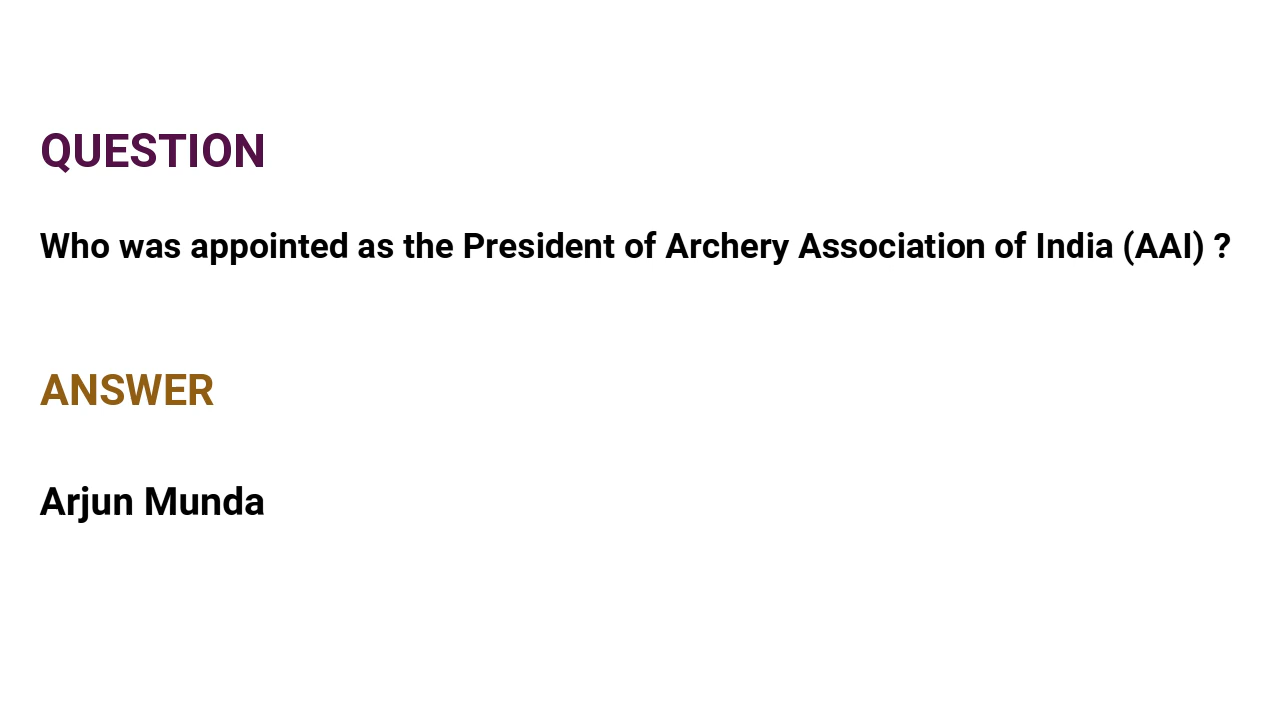 QUESTION
Who was appointed as the President of Archery Association of India (AAI) ?
ANSWER
Arjun Munda